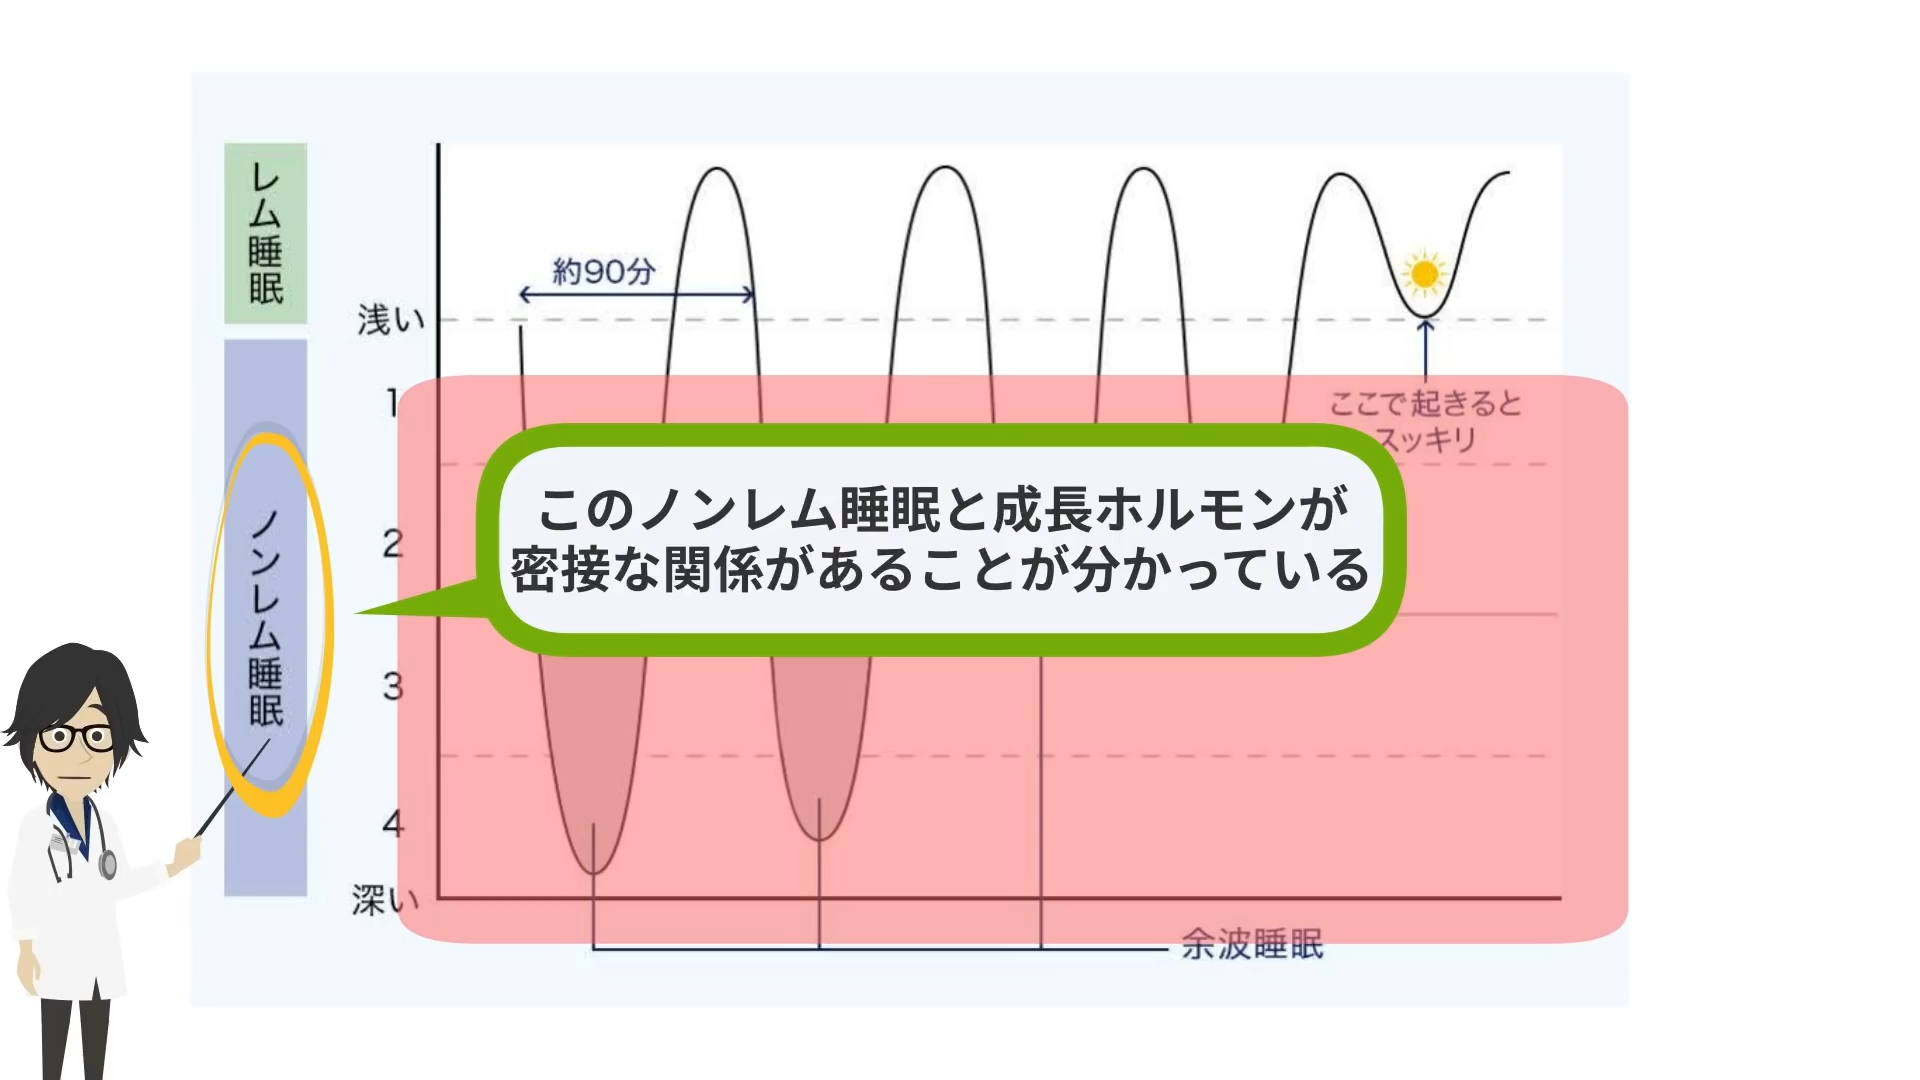 レム睡眠
ノンレム睡眠
浅い
1
2
3
4
深い
約90分
ここで起きると
スッキリ
このノンレム睡眠と成長ホルモンが
密接な関係があることが分かっている
余波睡眠